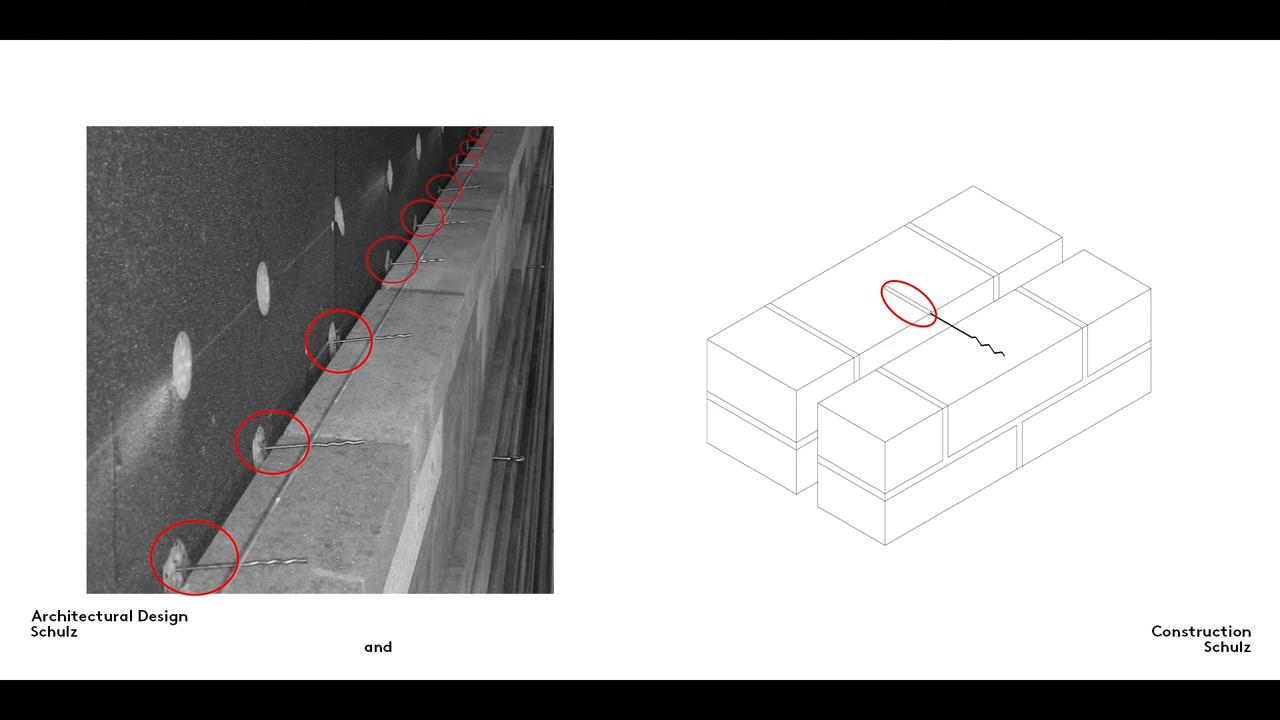 Architectural Design
Schulz
and
Construction
Schulz